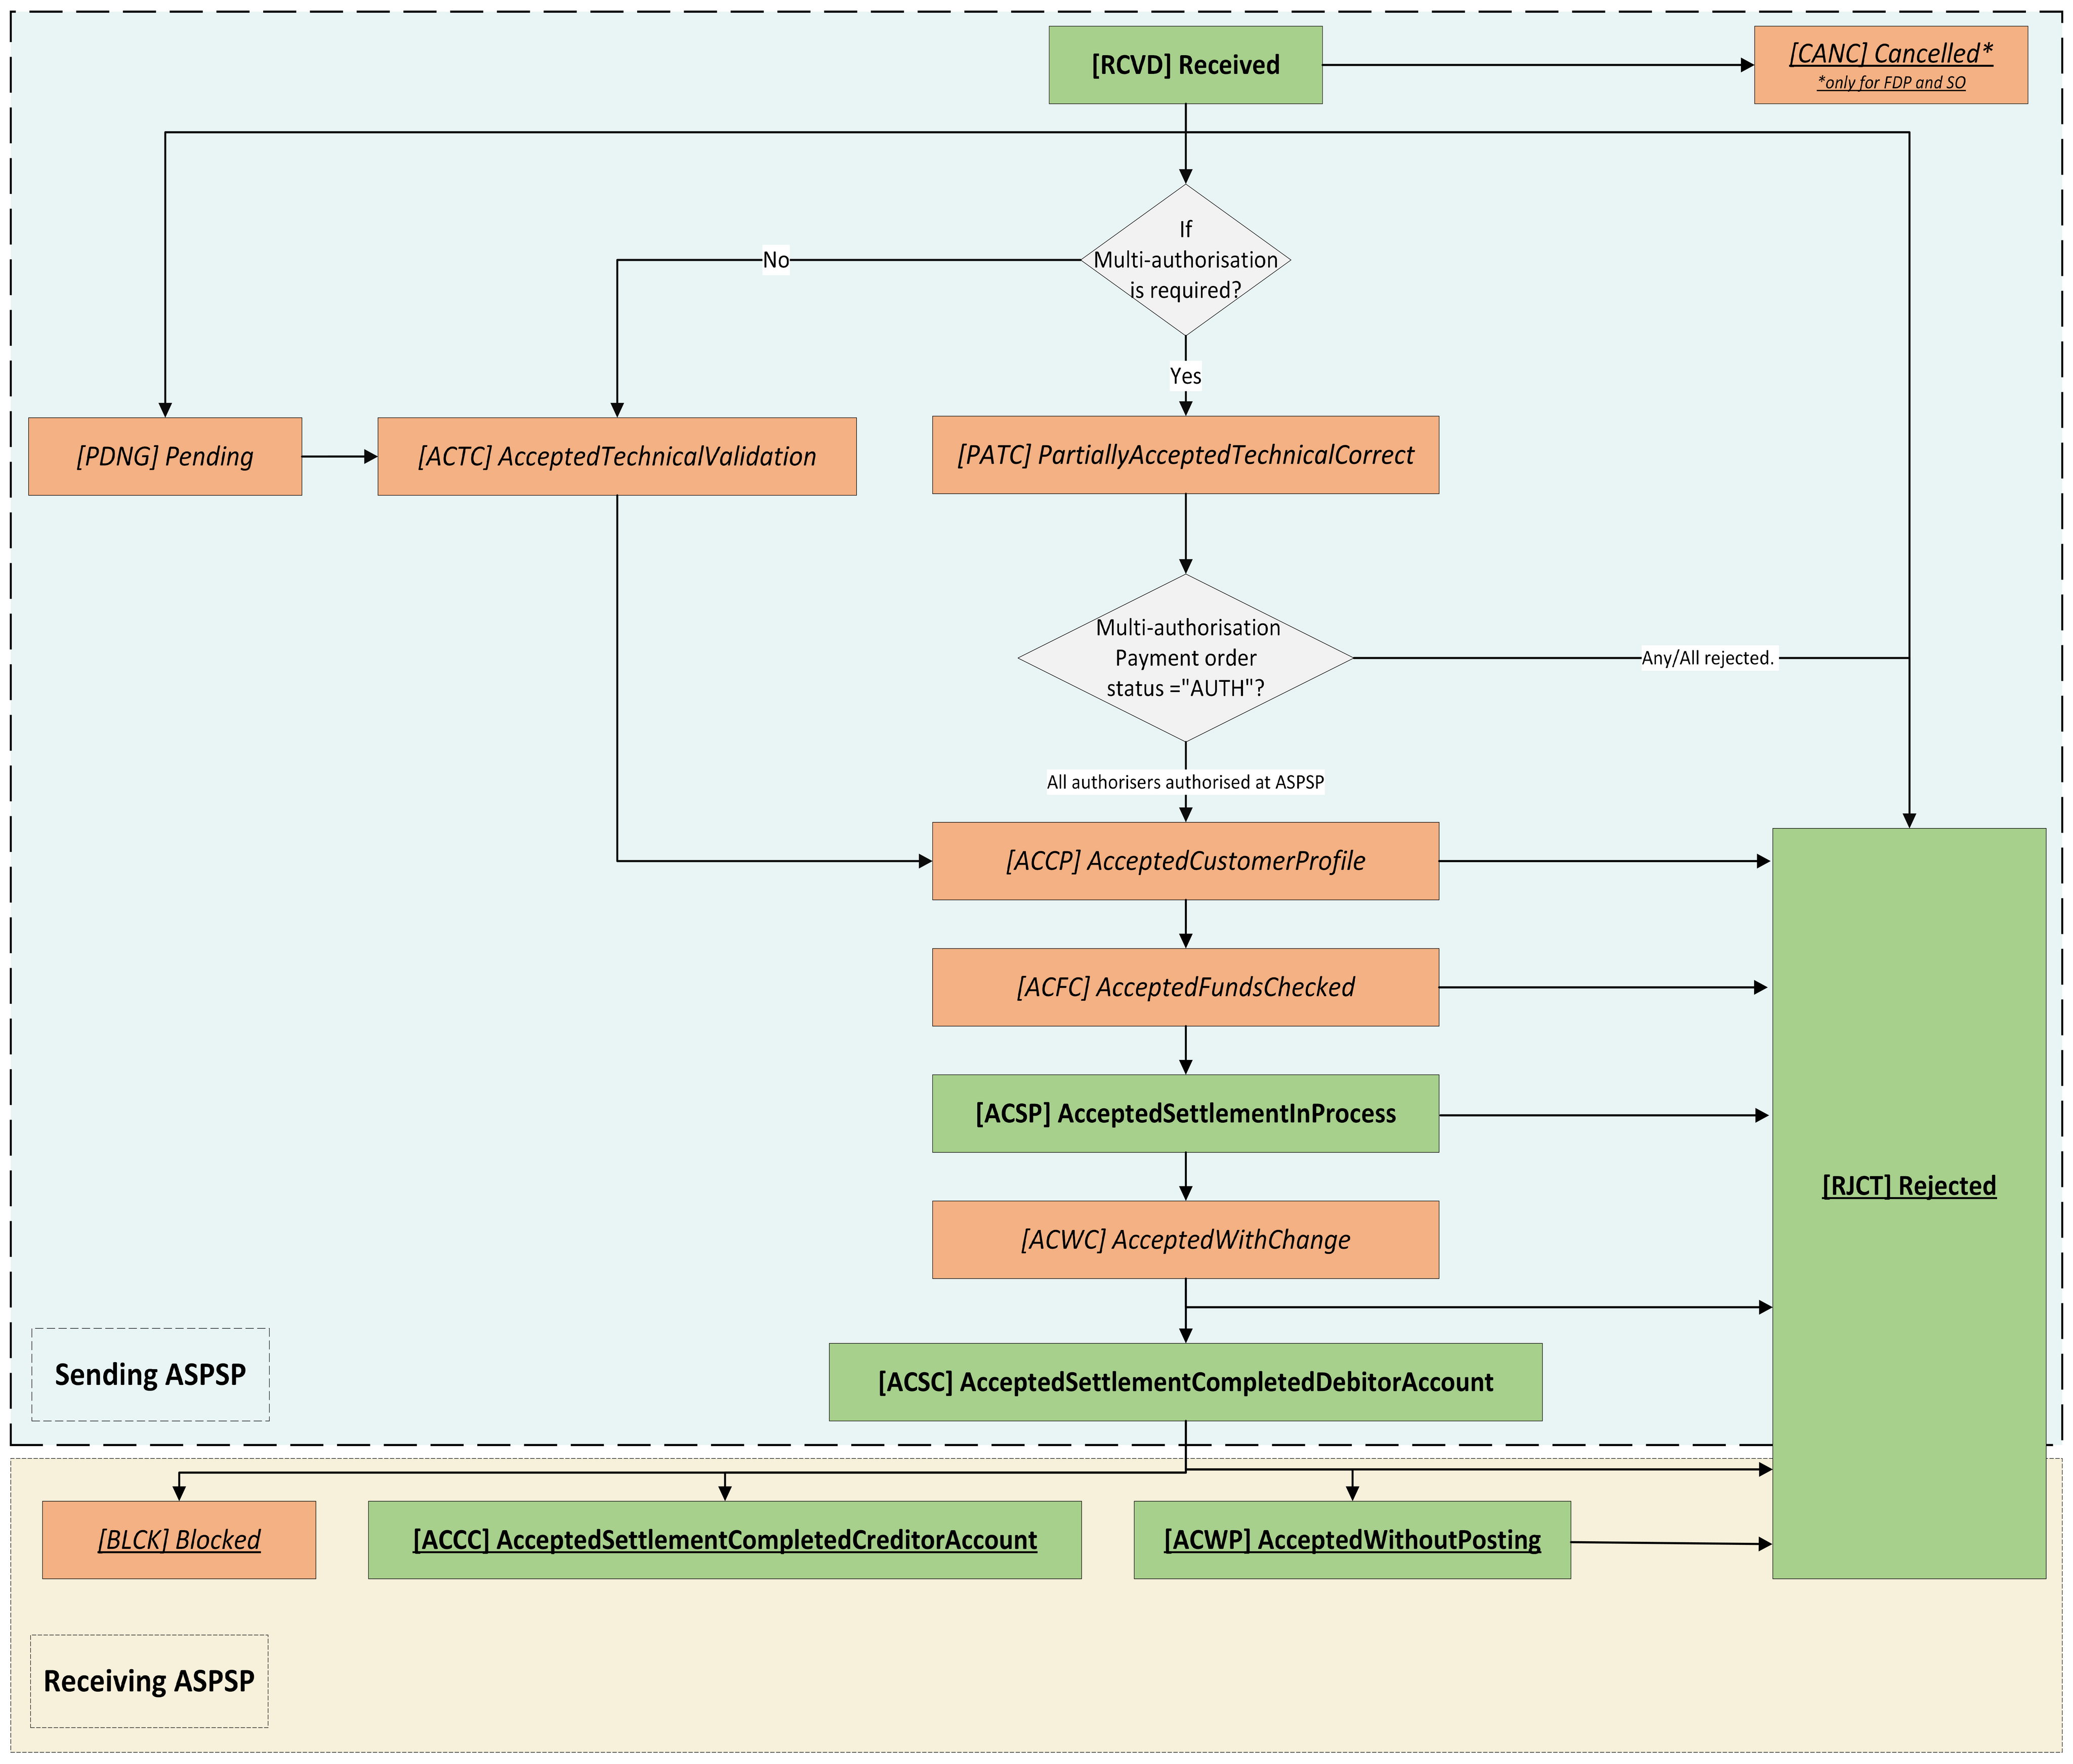 [RCVD] Received
[CANC] Cancelled*
*only for FDP and SO
If
Multi-authorisation
is required?
No
Yes
[PDNG] Pending
[ACTC] AcceptedTechnicalValidation
[PATC] PartiallyAcceptedTechnicalCorrect
Multi-authorisation
Payment order
status ="AUTH"?
Any/All rejected.
All authorisers authorised at ASPSP
[ACCP] AcceptedCustomerProfile
[ACFC] AcceptedFundsChecked
[ACSP] AcceptedSettlementInProcess
[RJCT] Rejected
[ACWC] AcceptedWithChange
Sending ASPSP
[ACSC] AcceptedSettlementCompletedDebitorAccount
[BLCK] Blocked
[ACCC] AcceptedSettlementCompletedCreditorAccount
[ACWP] AcceptedWithoutPosting
Receiving ASPSP